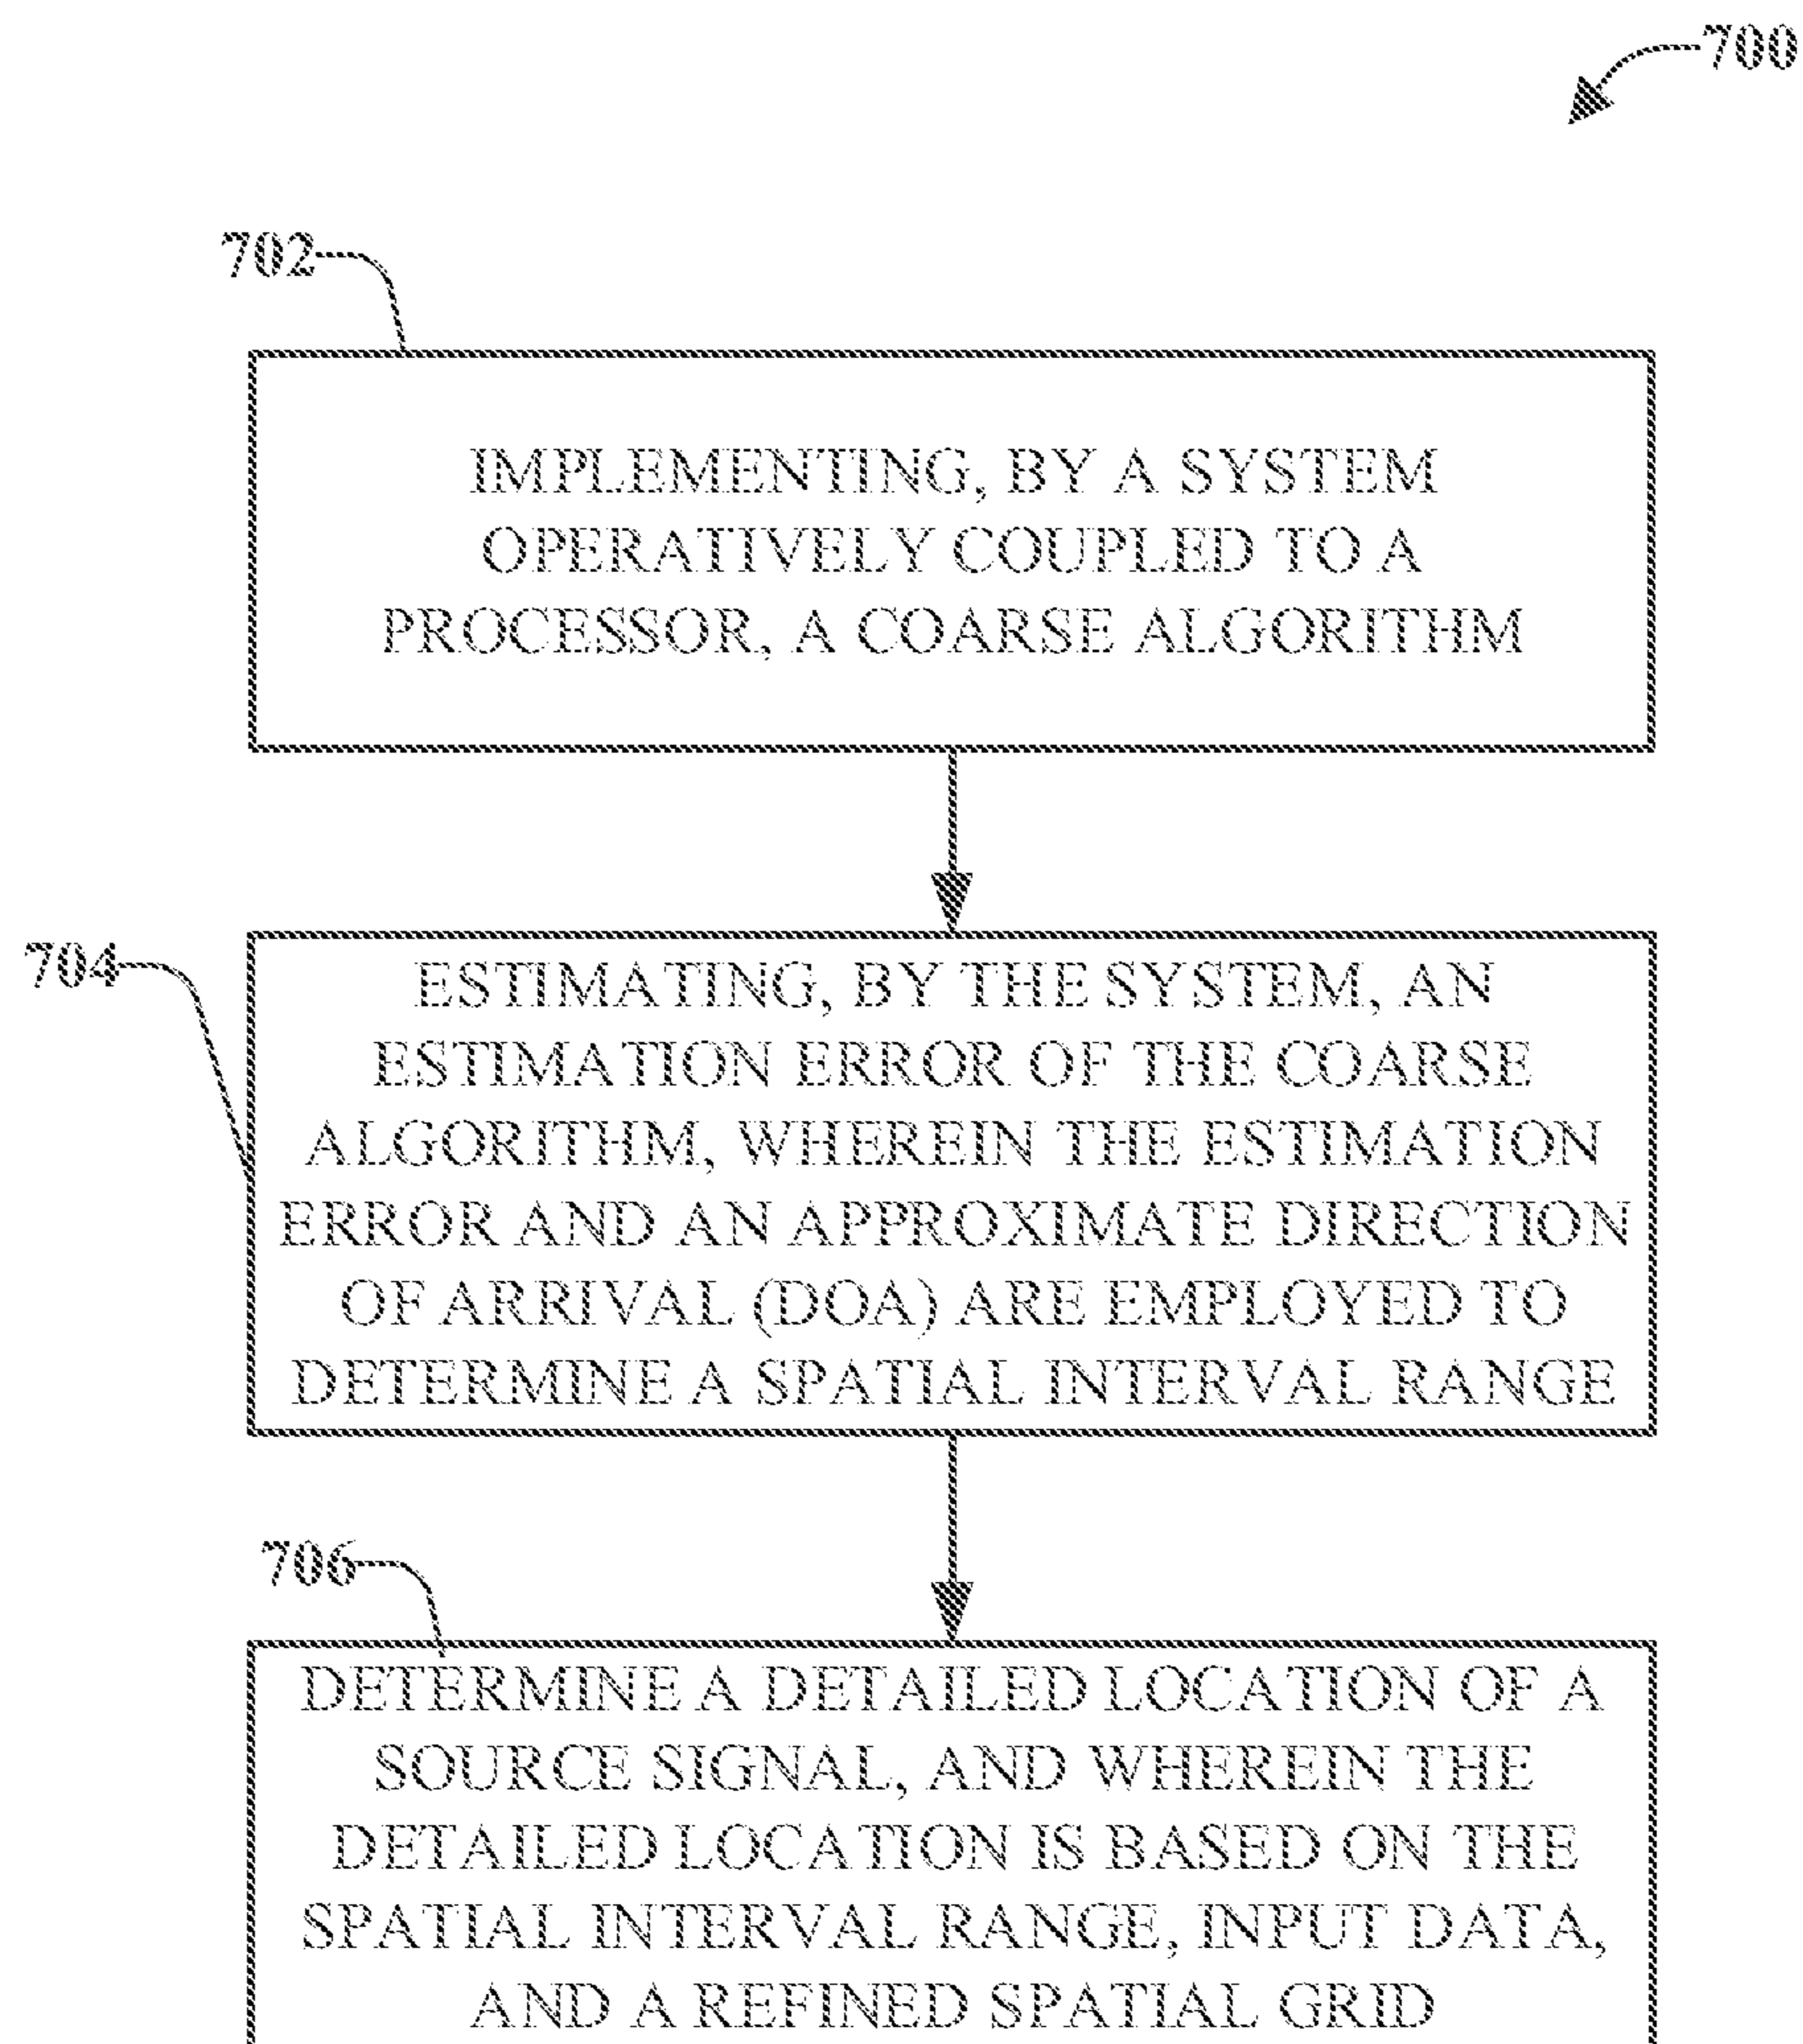 700
702
IMPLEMENTING, BY A SYSTEM
OPERATIVELY COUPLED TO A
PROCESSOR, A COARSE ALGORITHM
704
ESTIMATING, BY THE SYSTEM, AN
ESTIMATION ERROR OF THE COARSE
ALGORITHM, WHEREIN THE ESTIMATION
ERROR AND AN APPROXIMATE DIRECTION
OF ARRIVAL (DOA) ARE EMPLOYED TO
DETERMINE A SPATIAL INTERVAL RANGE
706
DETERMINE A DETAILED LOCATION OF A
SOURCE SIGNAL, AND WHEREIN THE
DETAILED LOCATION IS BASED ON THE
SPATIAL INTERVAL RANGE, INPUT DATA,
AND A REFINED SPATIAL GRID